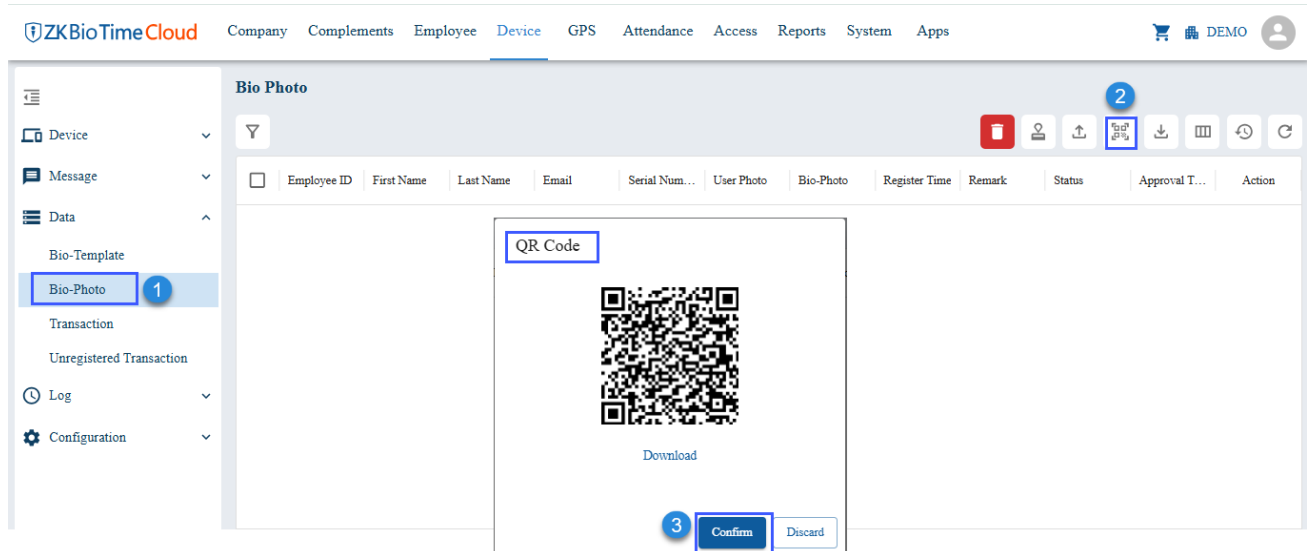 ZKBioTime Cloud Company Complements Employee Device GPS Attendance Access Reports System Apps DEMO
Bio Photo
2
Device
Message
Employee ID First Name Last Name Email Serial Num... User Photo Bio-Photo Register Time Remark Status Approval T... Action
Data
QR Code
Bio-Template
Bio-Photo 1
Transaction
Unregistered Transaction
Log
Configuration
Download
3 Confirm Discard